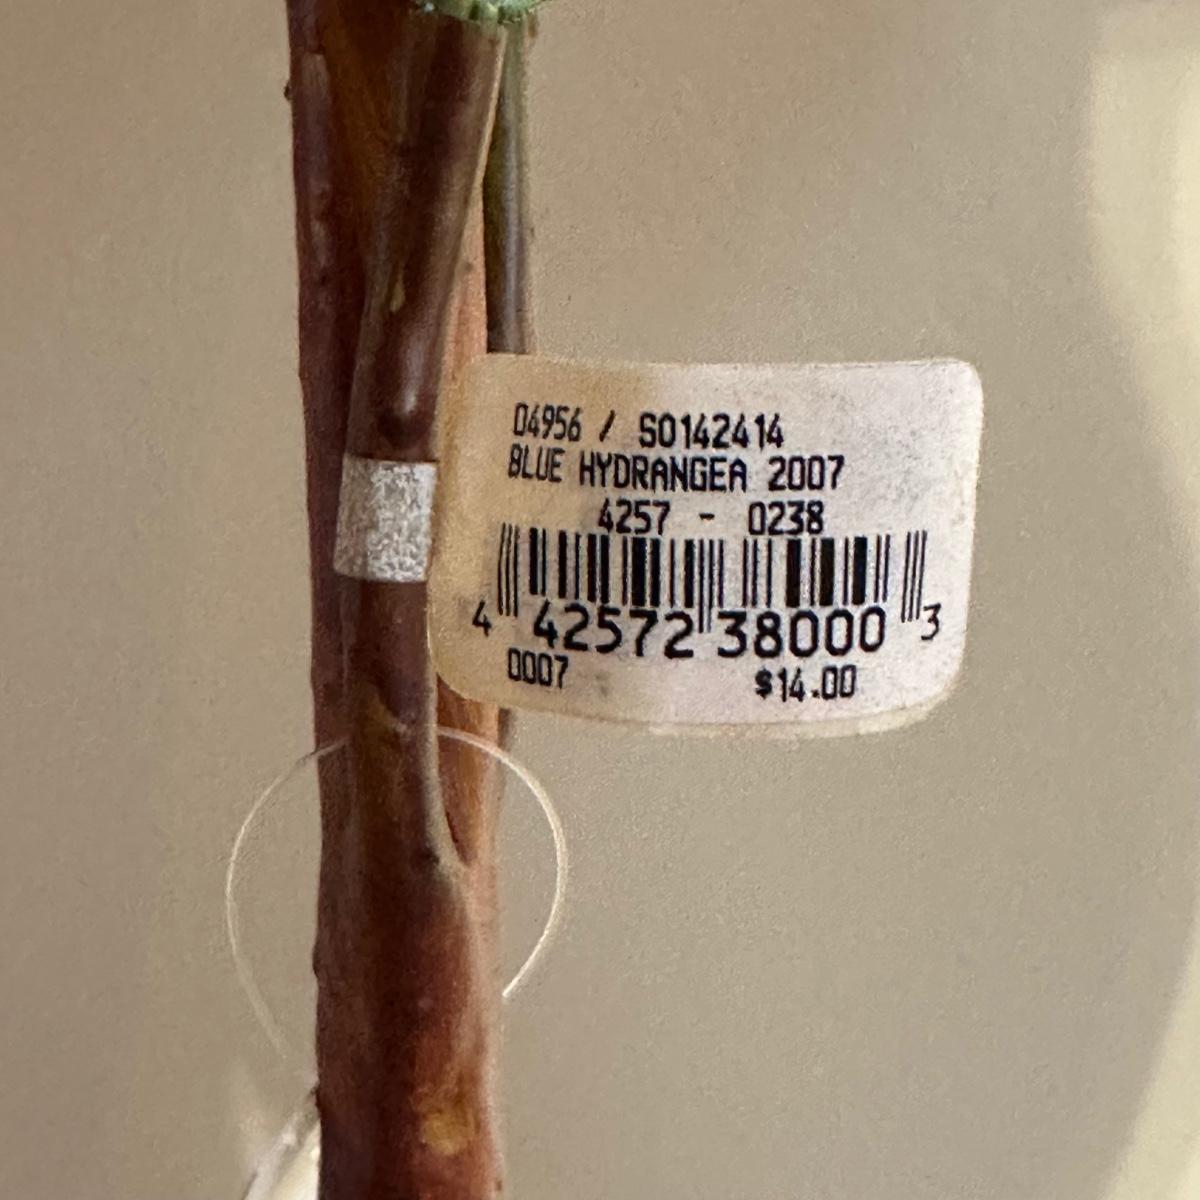 04956 / S0142414
BLUE HYDRANGEA 2007
4257 - 0238
4 42572 38000 3
0007 $14.00